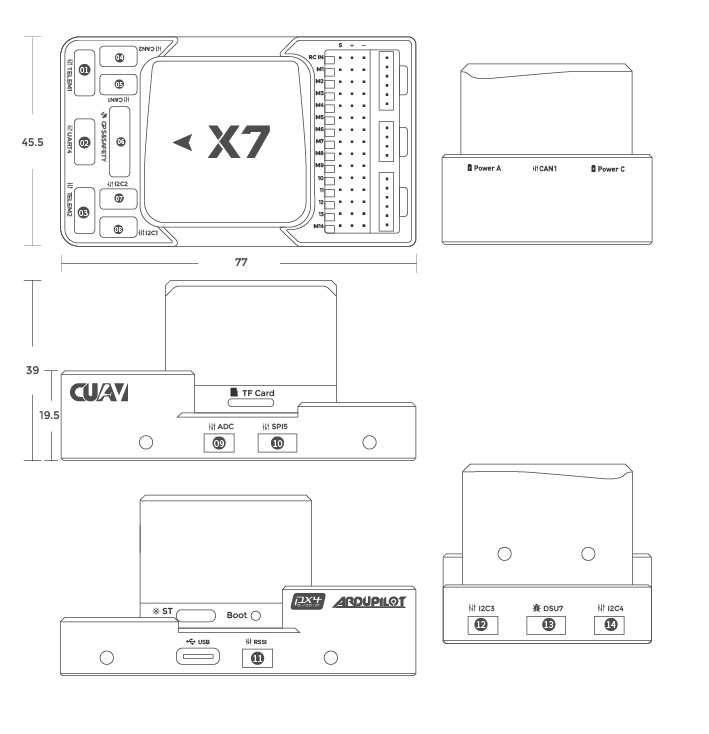 S + -
RC IN
M1
M2
M3
M4
M5
M6
M7
M8
M9
10
11
12
13
M14
TELEM1
01
04
CAN2
05
CAN1
UART4
02
GPS&SAFETY
06
I2C2
TELEM2
03
07
08
I2C1
X7
45.5
77
Power A
CAN1
Power C
39
19.5
CUAV
TF Card
ADC
SPI5
09
10
ST
Boot
PX4
ARDUPILOT
USB
RSSI
11
I2C3
DSU7
I2C4
12
13
14